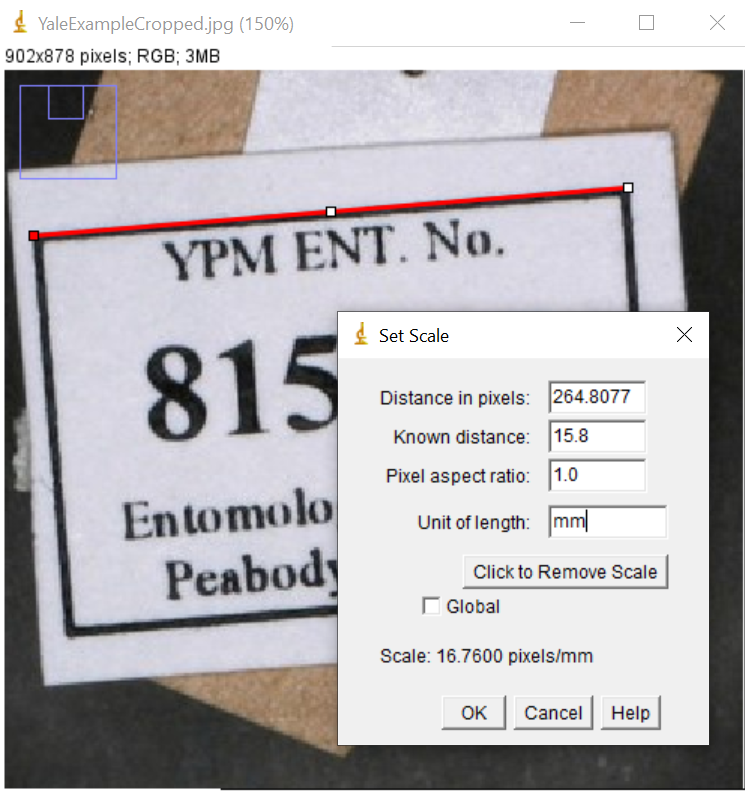 YaleExampleCropped.jpg (150%)
902x878 pixels; RGB; 3MB
YPM ENT. No.
815
Entomolo
Peabody
Set Scale
Distance in pixels: 264.8077
Known distance: 15.8
Pixel aspect ratio: 1.0
Unit of length: mm
Click to Remove Scale
Global
Scale: 16.7600 pixels/mm
OK Cancel Help